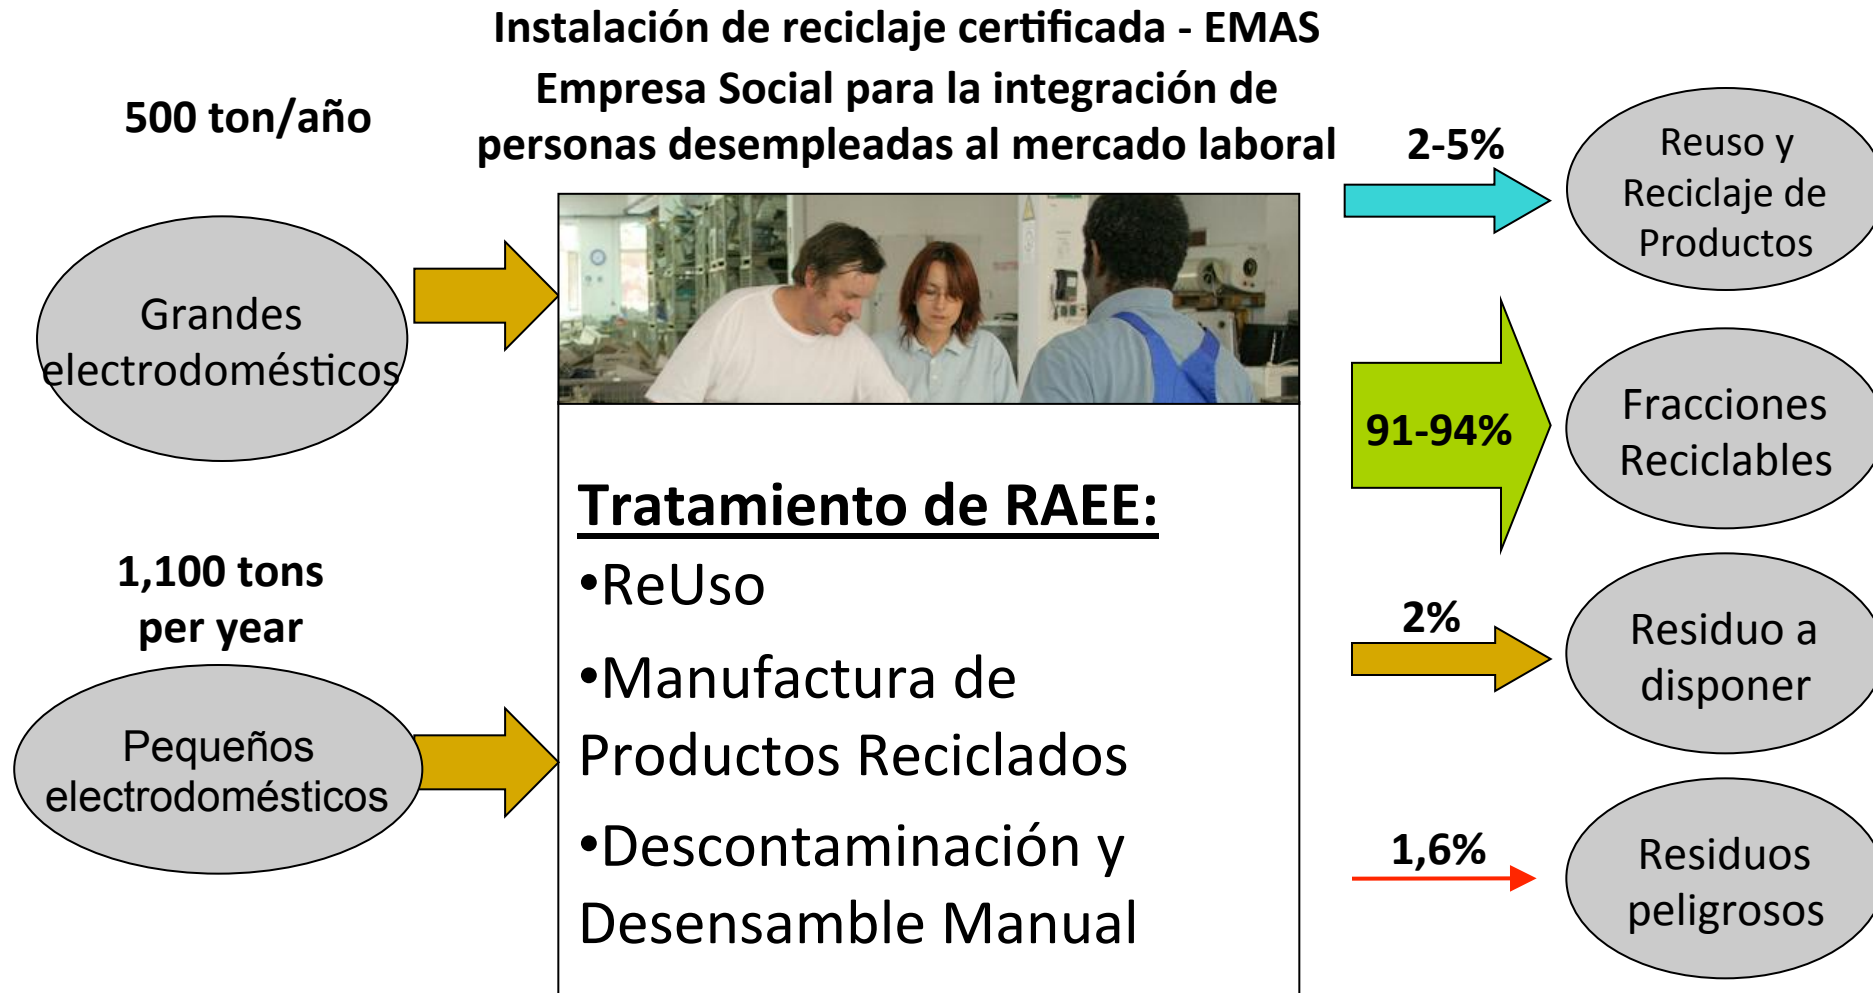 Instalación de reciclaje certificada - EMAS
Empresa Social para la integración de
personas desempleadas al mercado laboral
500 ton/año
Grandes
electrodomésticos
1,100 tons
per year
Pequeños
electrodomésticos
Tratamiento de RAEE:
•ReUso
•Manufactura de
Productos Reciclados
•Descontaminación y
Desensamble Manual
2-5%
Reuso y
Reciclaje de
Productos
91-94%
Fracciones
Reciclables
2%
Residuo a
disponer
1,6%
Residuos
peligrosos